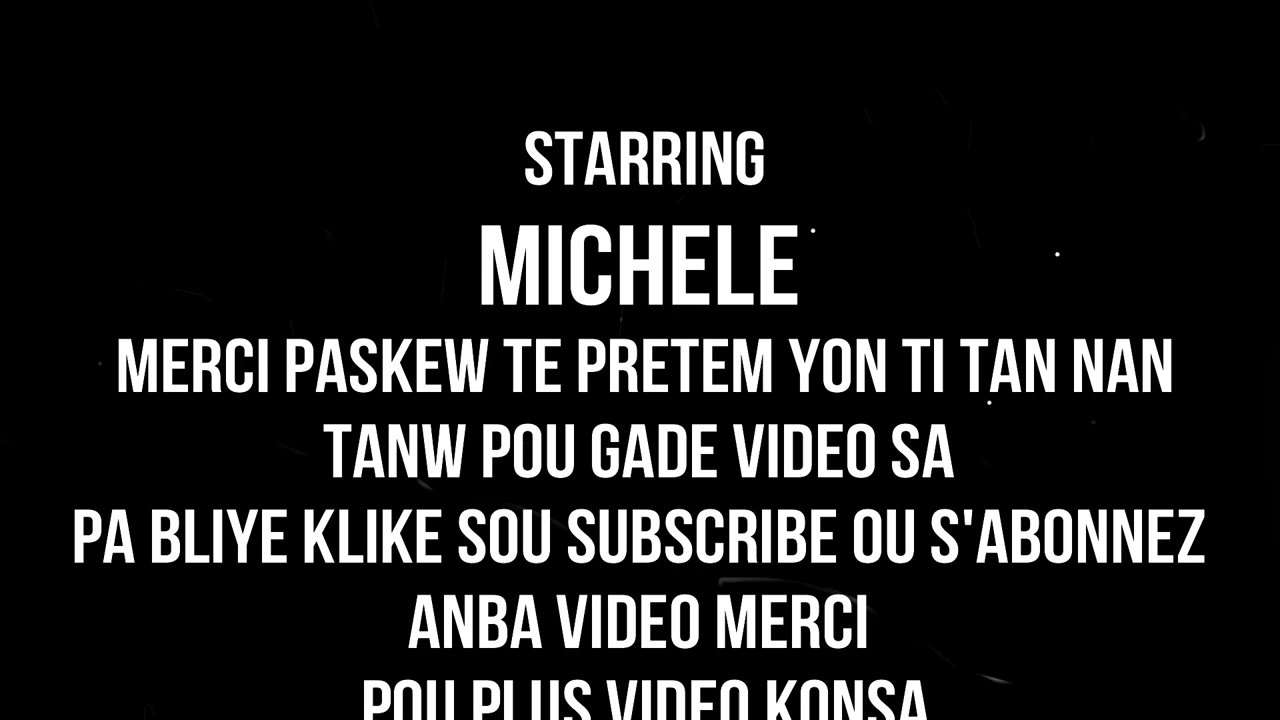 STARRING
MICHELE
MERCI PASKEW TE PRETEM YON TI TAN NAN
TANW POU GADE VIDEO SA
PA BLIYE KLIKE SOU SUBSCRIBE OU S'ABONNEZ
ANBA VIDEO MERCI
POU PLUS VIDEO KONSA